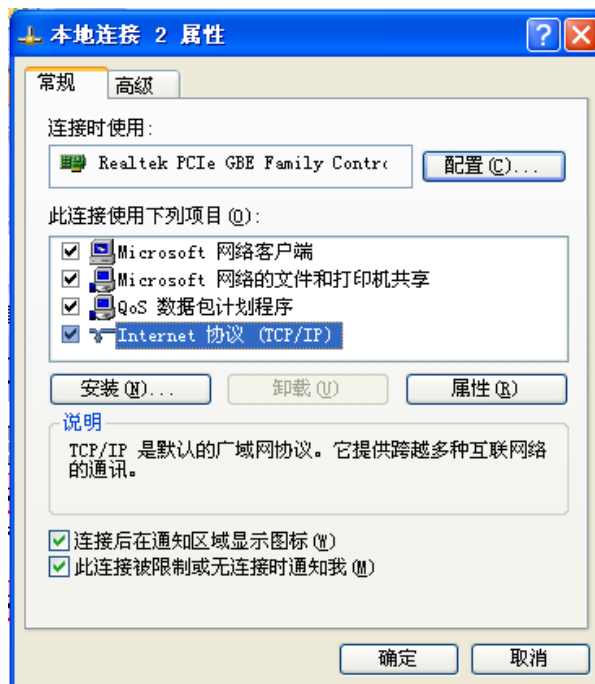 本地连接 2 属性
常规
高级
连接时使用:
Realtek PCIe GBE Family Contr
配置(C)...
此连接使用下列项目(O):
Microsoft 网络客户端
Microsoft 网络的文件和打印机共享
QoS 数据包计划程序
Internet 协议 (TCP/IP)
安装(N)...
卸载(U)
属性(R)
说明
TCP/IP 是默认的广域网协议。它提供跨越多种互联网络
的通讯。
连接后在通知区域显示图标(W)
此连接被限制或无连接时通知我(M)
确定
取消